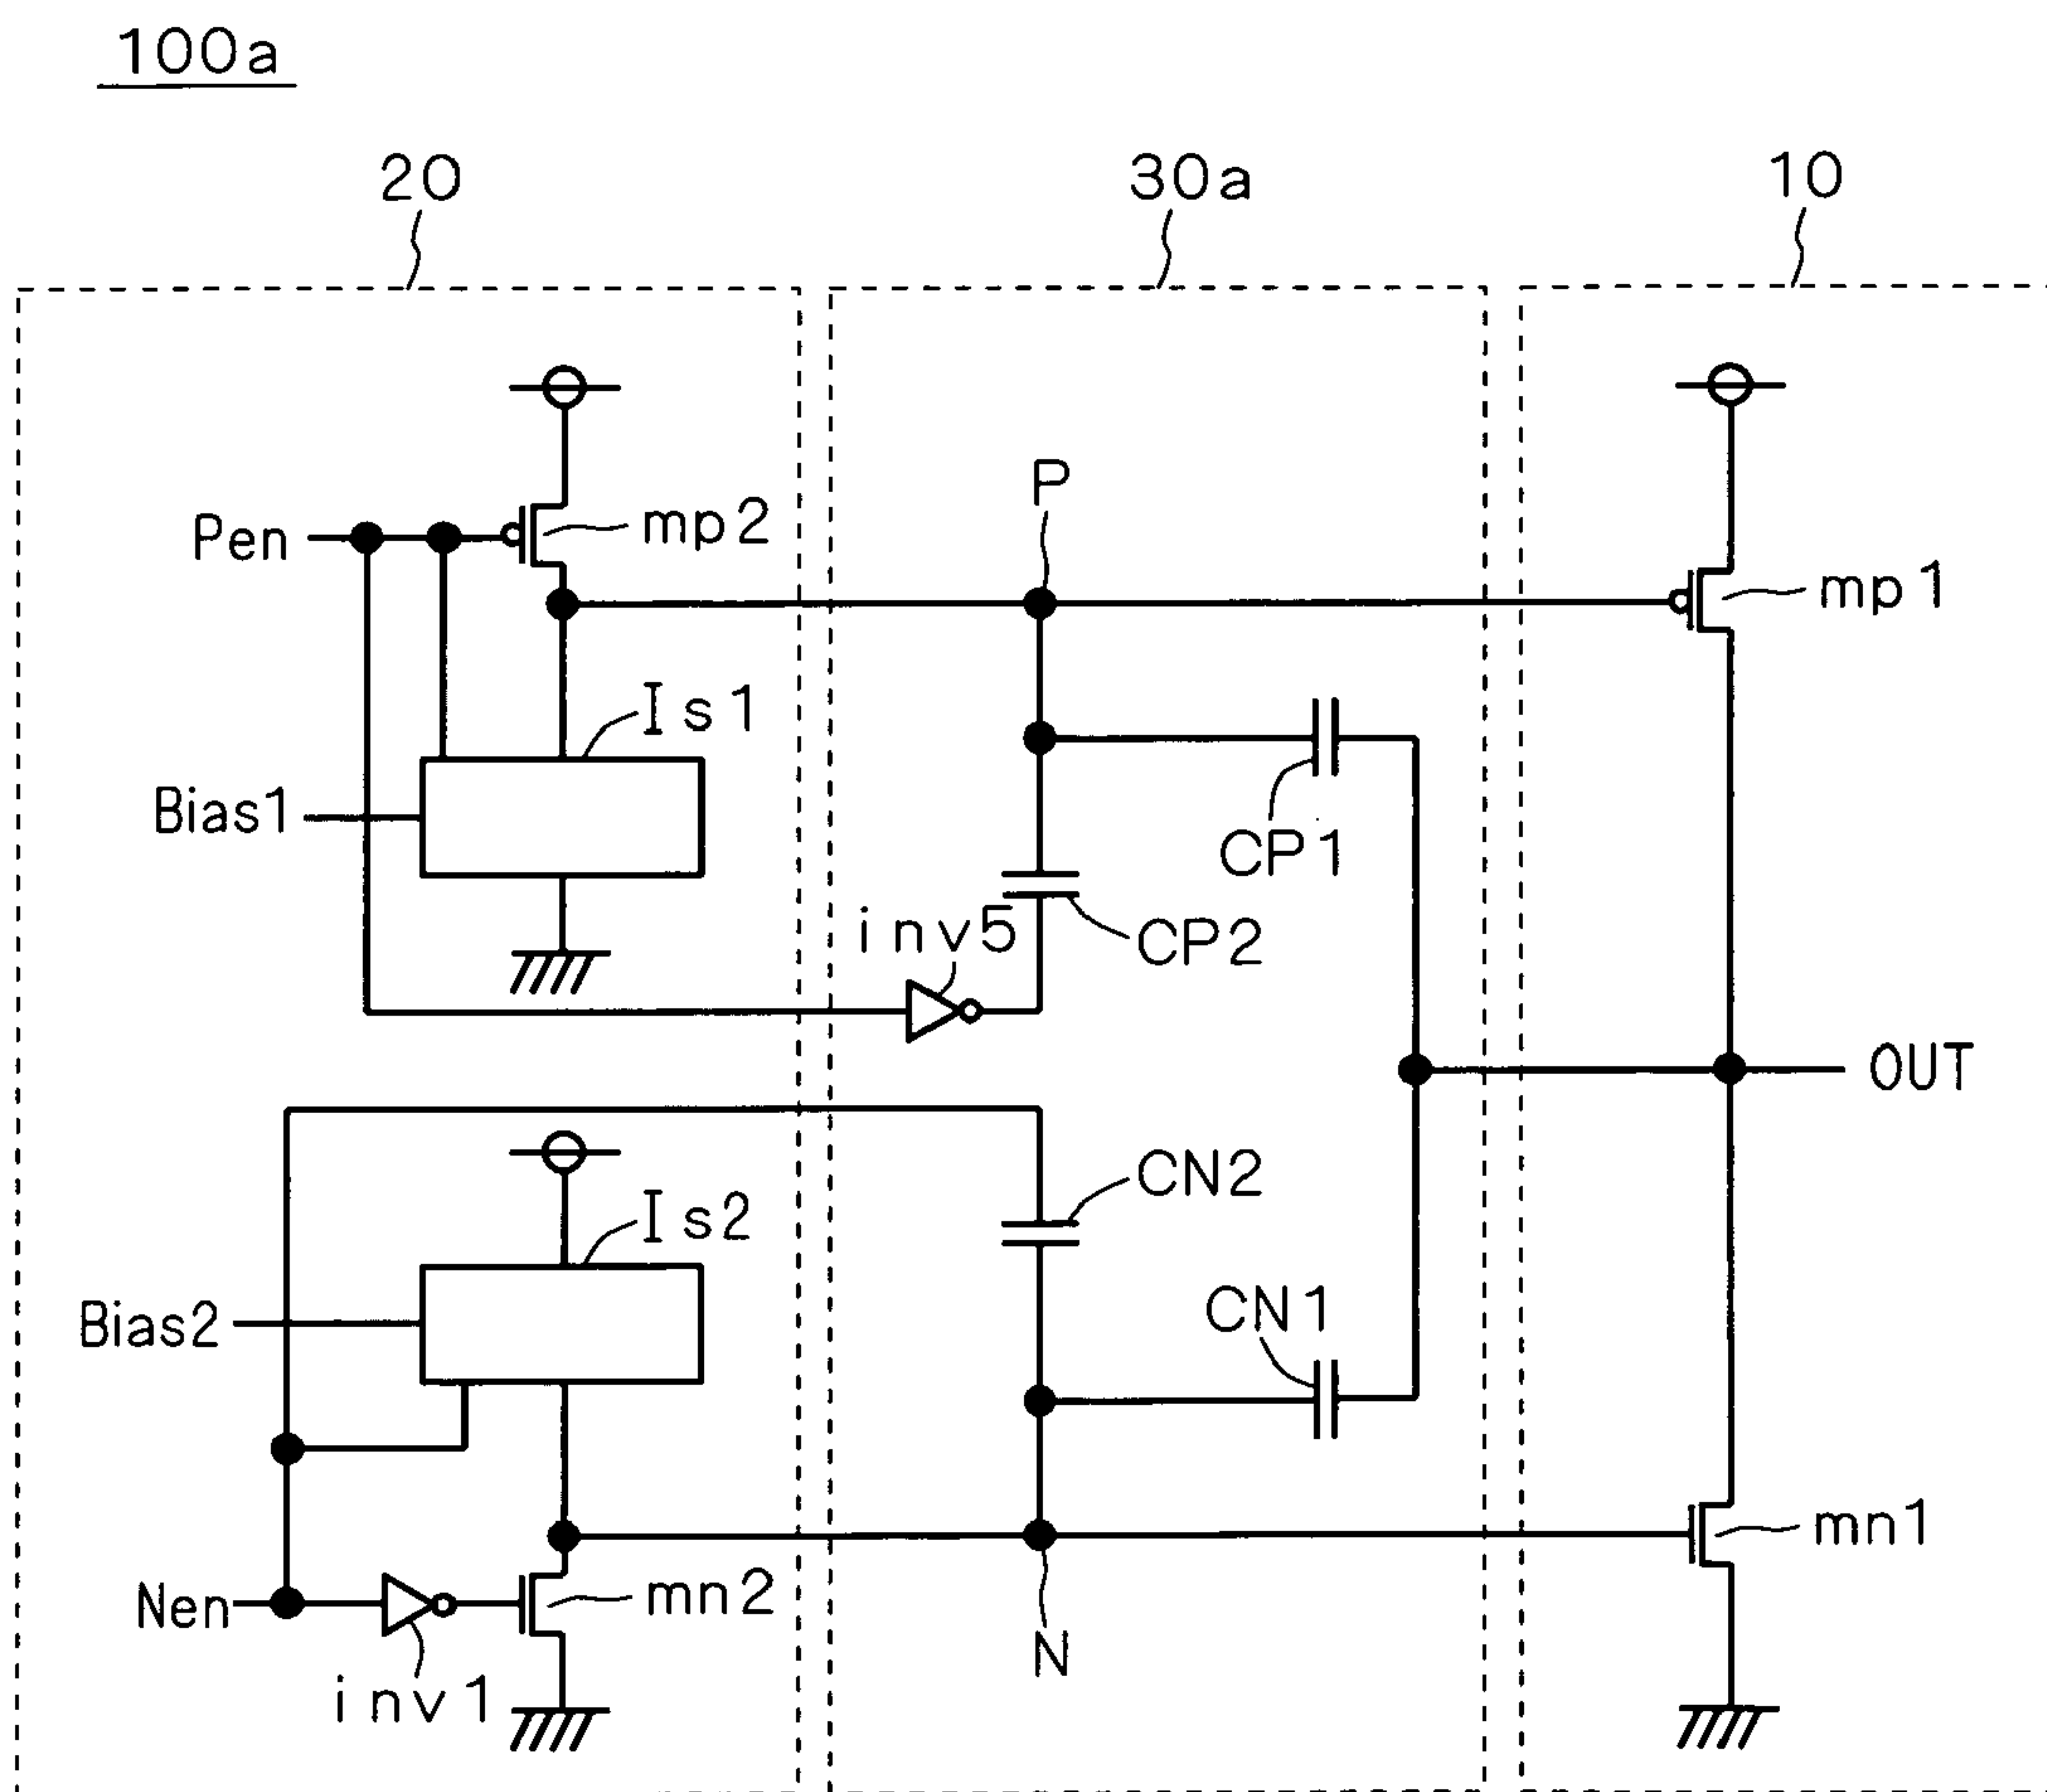 100a
20
30a
10
P
Pen
mp2
mp1
Is1
Bias1
CP1
inv5
CP2
OUT
CN2
Is2
CN1
Bias2
mn1
Nen
mn2
N
inv1